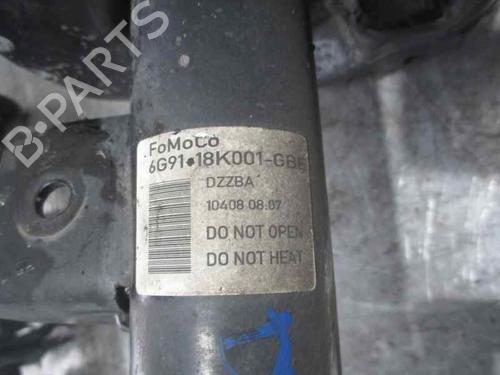 B-PARTS
FoMoCo
6G91 18K001-GBE
DZZBA
10408 08:07
DO NOT OPEN
DO NOT HEAT